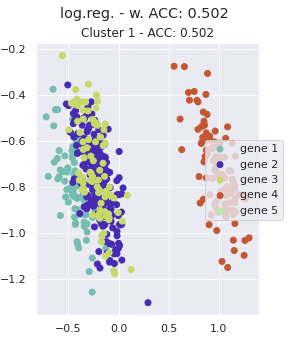 log.reg. - w. ACC: 0.502
Cluster 1 - ACC: 0.502
−0.2
−0.4
−0.6
−0.8
−1.0
−1.2
gene 1
gene 2
gene 3
gene 4
gene 5
−0.5 0.0 0.5 1.0